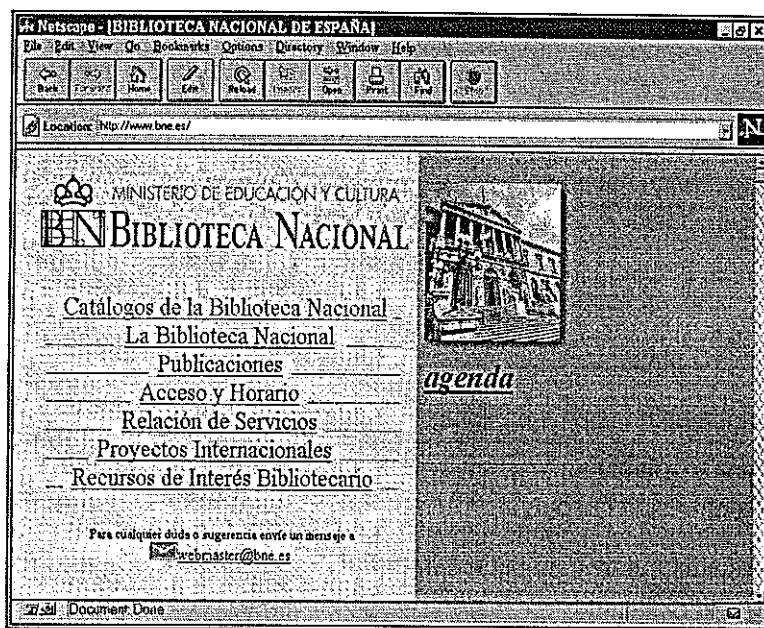 Netscape - [BIBLIOTECA NACIONAL DE ESPAÑA]
File Edit View Go Bookmarks Options Directory Window Help
Back Forward Home Edit Reload Images Open Print Find Stop
Location: http://www.bne.es/
N
MINISTERIO DE EDUCACIÓN Y CULTURA
BN BIBLIOTECA NACIONAL
Catálogos de la Biblioteca Nacional
La Biblioteca Nacional
Publicaciones
Acceso y Horario
Relación de Servicios
Proyectos Internacionales
Recursos de Interés Bibliotecario
agenda
Para cualquier duda o sugerencia envíe un mensaje a
webmaster@bne.es
Document: Done